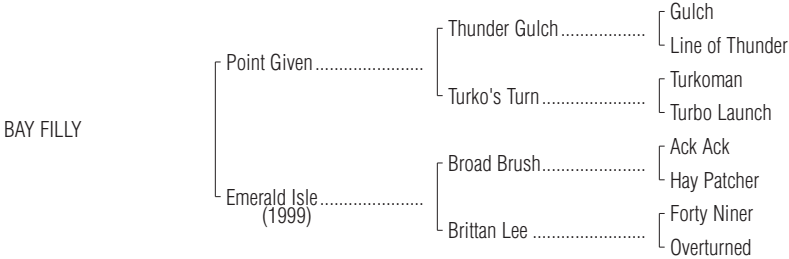 Gulch
Thunder Gulch....................
Line of Thunder
Point Given.........................
Turkoman
Turko's Turn........................
Turbo Launch
BAY FILLY
Ack Ack
Broad Brush.........................
Hay Patcher
Emerald Isle........................
(1999)
Forty Niner
Brittan Lee ..........................
Overturned